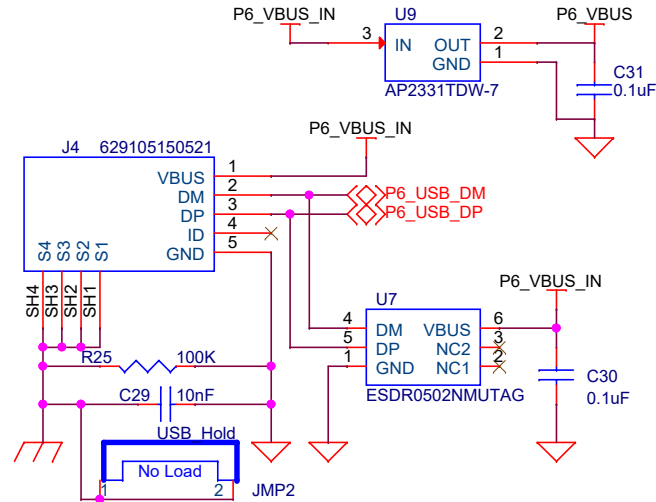 P6_VBUS_IN
U9
P6_VBUS
3
IN
OUT
2
GND
1
AP2331TDW-7
C31
0.1uF
P6_VBUS_IN
J4
629105150521
VBUS
1
DM
2
P6_USB_DM
DP
3
P6_USB_DP
ID
4
GND
5
S4
S3
S2
S1
SH4
SH3
SH2
SH1
P6_VBUS_IN
U7
4
DM
VBUS
6
5
DP
NC2
3
1
GND
NC1
2
ESDR0502NMUTAG
C30
0.1uF
R25
100K
C29
10nF
USB_Hold
No Load
1
2
JMP2